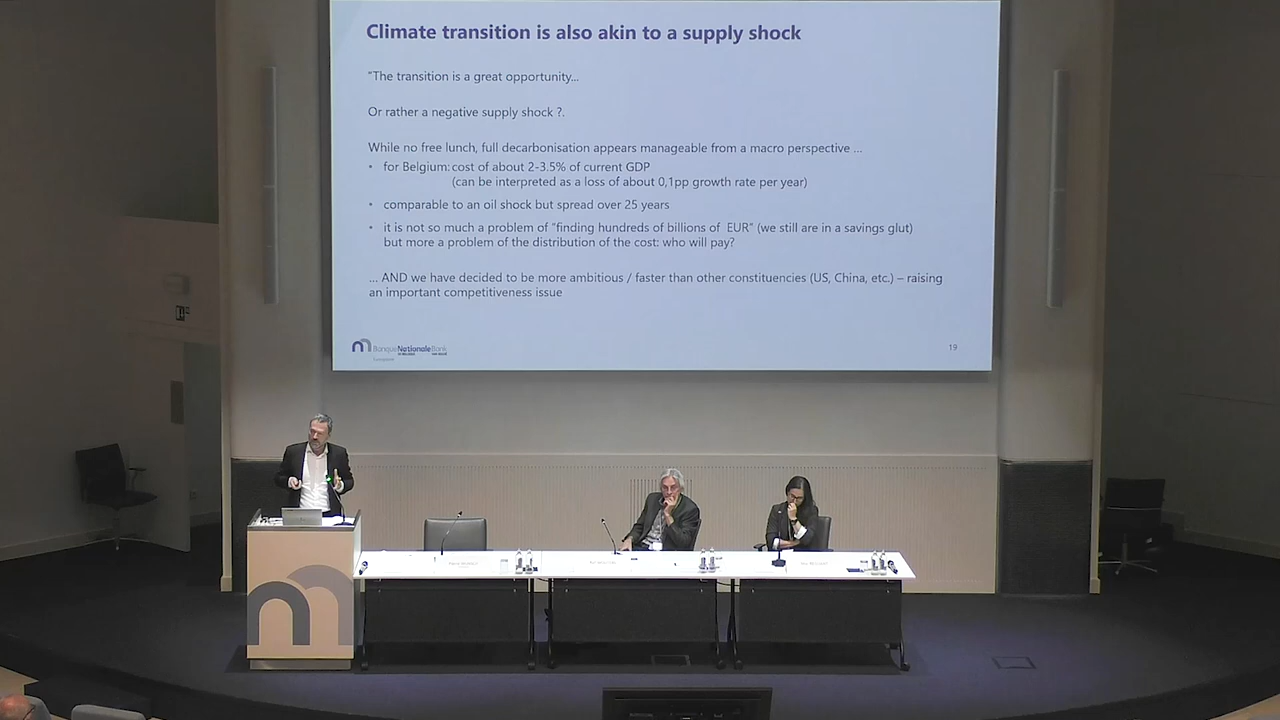 Climate transition is also akin to a supply shock
"The transition is a great opportunity...
Or rather a negative supply shock ?.
While no free lunch, full decarbonisation appears manageable from a macro perspective ...
• for Belgium: cost of about 2-3.5% of current GDP
(can be interpreted as a loss of about 0,1pp growth rate per year)
• comparable to an oil shock but spread over 25 years
• it is not so much a problem of "finding hundreds of billions of EUR" (we still are in a savings glut)
but more a problem of the distribution of the cost: who will pay?
... AND we have decided to be more ambitious / faster than other constituencies (US, China, etc.) – raising
an important competitiveness issue
BanqueNationaleBank
19